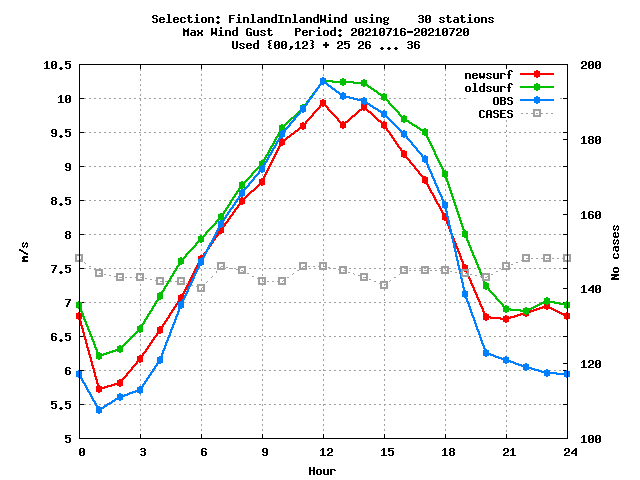 Selection: FinlandInlandWind using    30 stations
Max Wind Gust   Period: 20210716-20210720
Used {00,12} + 25 26 ... 36
newsurf
oldsurf
OBS
CASES
10.5
10
9.5
9
8.5
8
7.5
7
6.5
6
5.5
5
m/s
200
180
160
140
120
100
No cases
0 3 6 9 12 15 18 21 24
Hour